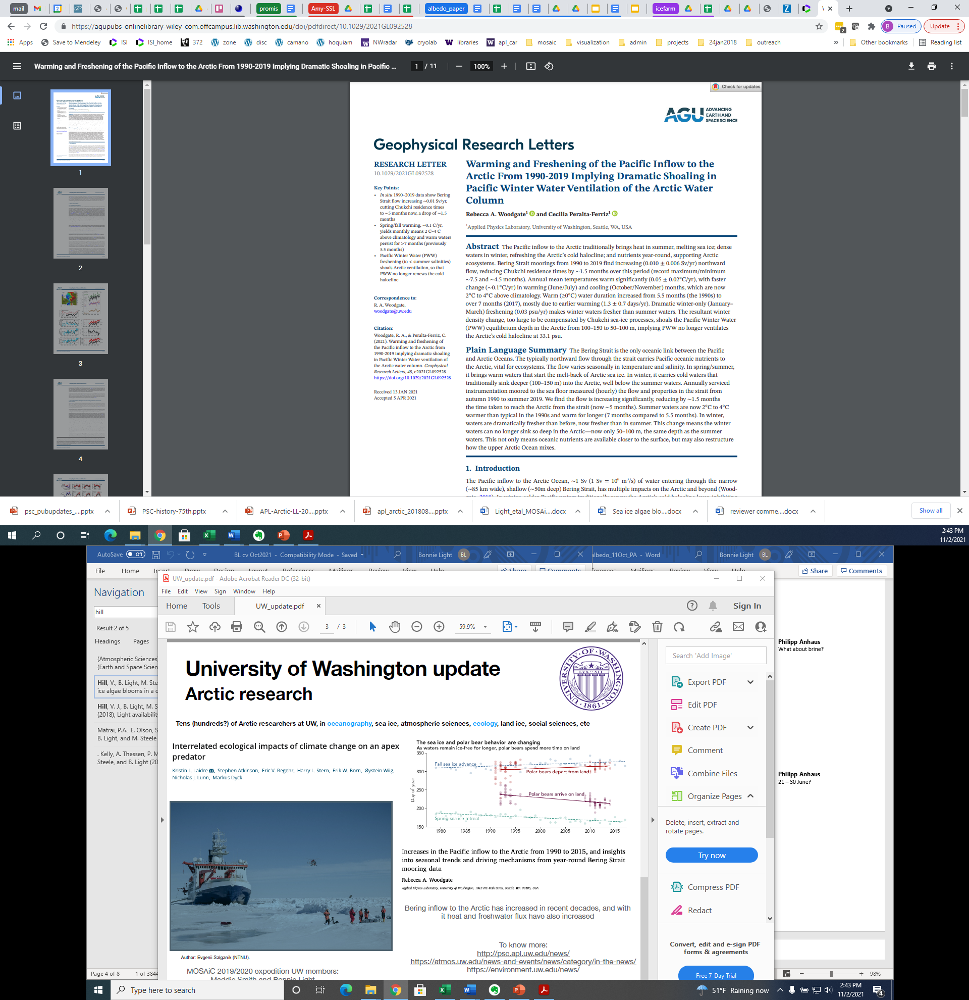 mail
promis
Amy-SSL
albedo_paper
icefarm
https://agupubs-onlinelibrary-wiley-com.offcampus.lib.washington.edu/doi/pdfdirect/10.1029/2021GL092528
B Paused
Update
Apps Save to Mendeley ISI ISI_home 372 zone disc camano hoquiam NWradar cryolab libraries apl_car mosaic visualization admin projects 24jan2018 outreach » Other bookmarks Reading list
Warming and Freshening of the Pacific Inflow to the Arctic From 1990-2019 Implying Dramatic Shoaling in Pacific ...
1 / 11
100%
1
2
3
4
Check for updates
AGU ADVANCING
EARTH AND
SPACE SCIENCE
Geophysical Research Letters
RESEARCH LETTER
10.1029/2021GL092528
Key Points:
• In situ 1990–2019 data show Bering
Strait flow increasing ~0.01 Sv/yr,
cutting Chukchi residence times
to ~5 months now, a drop of ~1.5
months
• Spring/fall warming, ~0.1 C/yr,
yields monthly means 2 C–4 C
above climatology and warm waters
persist for >7 months (previously
5.5 months)
• Pacific Winter Water (PWW)
freshening (to < summer salinities)
shoals Arctic ventilation, so that
PWW no longer renews the cold
halocline
Correspondence to:
R. A. Woodgate,
woodgate@uw.edu
Citation:
Woodgate, R. A., & Peralta-Ferriz, C.
(2021). Warming and freshening of
the Pacific inflow to the Arctic from
1990-2019 implying dramatic shoaling
in Pacific Winter Water ventilation of
the Arctic water column. Geophysical
Research Letters, 48, e2021GL092528.
https://doi.org/10.1029/2021GL092528
Received 13 JAN 2021
Accepted 5 APR 2021
Warming and Freshening of the Pacific Inflow to the
Arctic From 1990-2019 Implying Dramatic Shoaling in
Pacific Winter Water Ventilation of the Arctic Water
Column
Rebecca A. Woodgate1 and Cecilia Peralta-Ferriz1
1Applied Physics Laboratory, University of Washington, Seattle, WA, USA
Abstract The Pacific inflow to the Arctic traditionally brings heat in summer, melting sea ice; dense
waters in winter, refreshing the Arctic's cold halocline; and nutrients year-round, supporting Arctic
ecosystems. Bering Strait moorings from 1990 to 2019 find increasing (0.010 ± 0.006 Sv/yr) northward
flow, reducing Chukchi residence times by ~1.5 months over this period (record maximum/minimum
~7.5 and ~4.5 months). Annual mean temperatures warm significantly (0.05 ± 0.02°C/yr), with faster
change (~0.1°C/yr) in warming (June/July) and cooling (October/November) months, which are now
2°C to 4°C above climatology. Warm (≥0°C) water duration increased from 5.5 months (the 1990s) to
over 7 months (2017), mostly due to earlier warming (1.3 ± 0.7 days/yr). Dramatic winter-only (January–
March) freshening (0.03 psu/yr) makes winter waters fresher than summer waters. The resultant winter
density change, too large to be compensated by Chukchi sea-ice processes, shoals the Pacific Winter Water
(PWW) equilibrium depth in the Arctic from 100–150 to 50–100 m, implying PWW no longer ventilates
the Arctic's cold halocline at 33.1 psu.
Plain Language Summary The Bering Strait is the only oceanic link between the Pacific
and Arctic Oceans. The typically northward flow through the strait carries Pacific oceanic nutrients to
the Arctic, vital for ecosystems. The flow varies seasonally in temperature and salinity. In spring/summer,
it brings warm waters that start the melt-back of Arctic sea ice. In winter, it carries cold waters that
traditionally sink deeper (100–150 m) into the Arctic, well below the summer waters. Annually serviced
instrumentation moored to the sea floor measured (hourly) the flow and properties in the strait from
autumn 1990 to summer 2019. We find the flow is increasing significantly, reducing by ~1.5 months
the time taken to reach the Arctic from the strait (now ~5 months). Summer waters are now 2°C to 4°C
warmer than typical in the 1990s and warm for longer (7 months compared to 5.5 months). In winter,
waters are dramatically fresher than before, now fresher than in summer. This change means the winter
waters can no longer sink so deep in the Arctic—now only 50–100 m, the same depth as the summer
waters. This not only means oceanic nutrients are available closer to the surface, but may also restructure
how the upper Arctic Ocean mixes.
1. Introduction
The Pacific inflow to the Arctic Ocean, ~1 Sv (1 Sv = 10⁶ m³/s) of water entering through the narrow
(~85 km wide), shallow (~50m deep) Bering Strait, has multiple impacts on the Arctic and beyond (Wood-
psc_pubupdates_....pptx
PSC-history-75th.pptx
APL-Arctic-LL-20....pptx
apl_arctic_201808....pptx
Light_etal_MOSAi....docx
Sea ice algae blo....docx
reviewer comme....docx
Show all
2:43 PM
11/2/2021
AutoSave Off
BL cv Oct2021 - Compatibility Mode - Saved
Bonnie Light BL
albedo_11Oct_PA - Word
Bonnie Light BL
File Home Insert Draw Design Layout References Mailings Review View Help Share Comments
Mailings Review View Help Share Comments
Navigation
hill
Result 2 of 5
Headings Pages
(Atmospheric Sciences)
(Earth and Space Scien
Hill, V., B. Light, M. Ste
ice algae blooms in a c
Hill, V. J., B. Light, M. S
(2018), Light availability
Matrai, P.A., E. Olson, S
B. Light, and M. Steele
. Kelly, A. Thessen, P. M
Steele, and B. Light (20
Page 4 of 8 1 of 3844
UW_update.pdf - Adobe Acrobat Reader DC (32-bit)
File Edit View Sign Window Help
Home Tools UW_update.pdf Sign In
3 / 3
59.9%
University of Washington update
Arctic research
UNIVERSITY·OF·WASHINGTON
LVX SIT
1861
Tens (hundreds?) of Arctic researchers at UW, in oceanography, sea ice, atmospheric sciences, ecology, land ice, social sciences, etc
Interrelated ecological impacts of climate change on an apex
predator
Kristin L. Laidre, Stephen Atkinson, Eric V. Regehr, Harry L. Stern, Erik W. Born, Øystein Wiig,
Nicholas J. Lunn, Markus Dyck
The sea ice and polar bear behavior are changing
As waters remain ice-free for longer, polar bears spend more time on land
Day of year
350
300
250
200
150
Fall sea ice advance
Polar bears depart from land
Polar bears arrive on land
Spring sea ice retreat
1980 1985 1990 1995 2000 2005 2010 2015
Increases in the Pacific inflow to the Arctic from 1990 to 2015, and insights
into seasonal trends and driving mechanisms from year-round Bering Strait
mooring data
Rebecca A. Woodgate
Applied Physics Laboratory, University of Washington, 1013 NE 40th Street, Seattle, WA 98105, USA
Bering inflow to the Arctic has increased in recent decades, and with
it heat and freshwater flux have also increased
To know more:
http://psc.apl.uw.edu/news/
https://atmos.uw.edu/news-and-events/news/category/in-the-news/
https://environment.uw.edu/news/
Author: Evgenii Salganik (NTNU).
MOSAiC 2019/2020 expedition UW members:
Maddie Smith and Bonnie Light
Search 'Add Image'
Export PDF
Edit PDF
Create PDF
Comment
Combine Files
Organize Pages
Delete, insert, extract and
rotate pages.
Try now
Compress PDF
Redact
Convert, edit and e-sign PDF
forms & agreements
Free 7-Day Trial
Philipp Anhaus
What about brine?
Philipp Anhaus
21 – 30 June?
98%
Type here to search
51°F Raining now
2:43 PM
11/2/2021
4